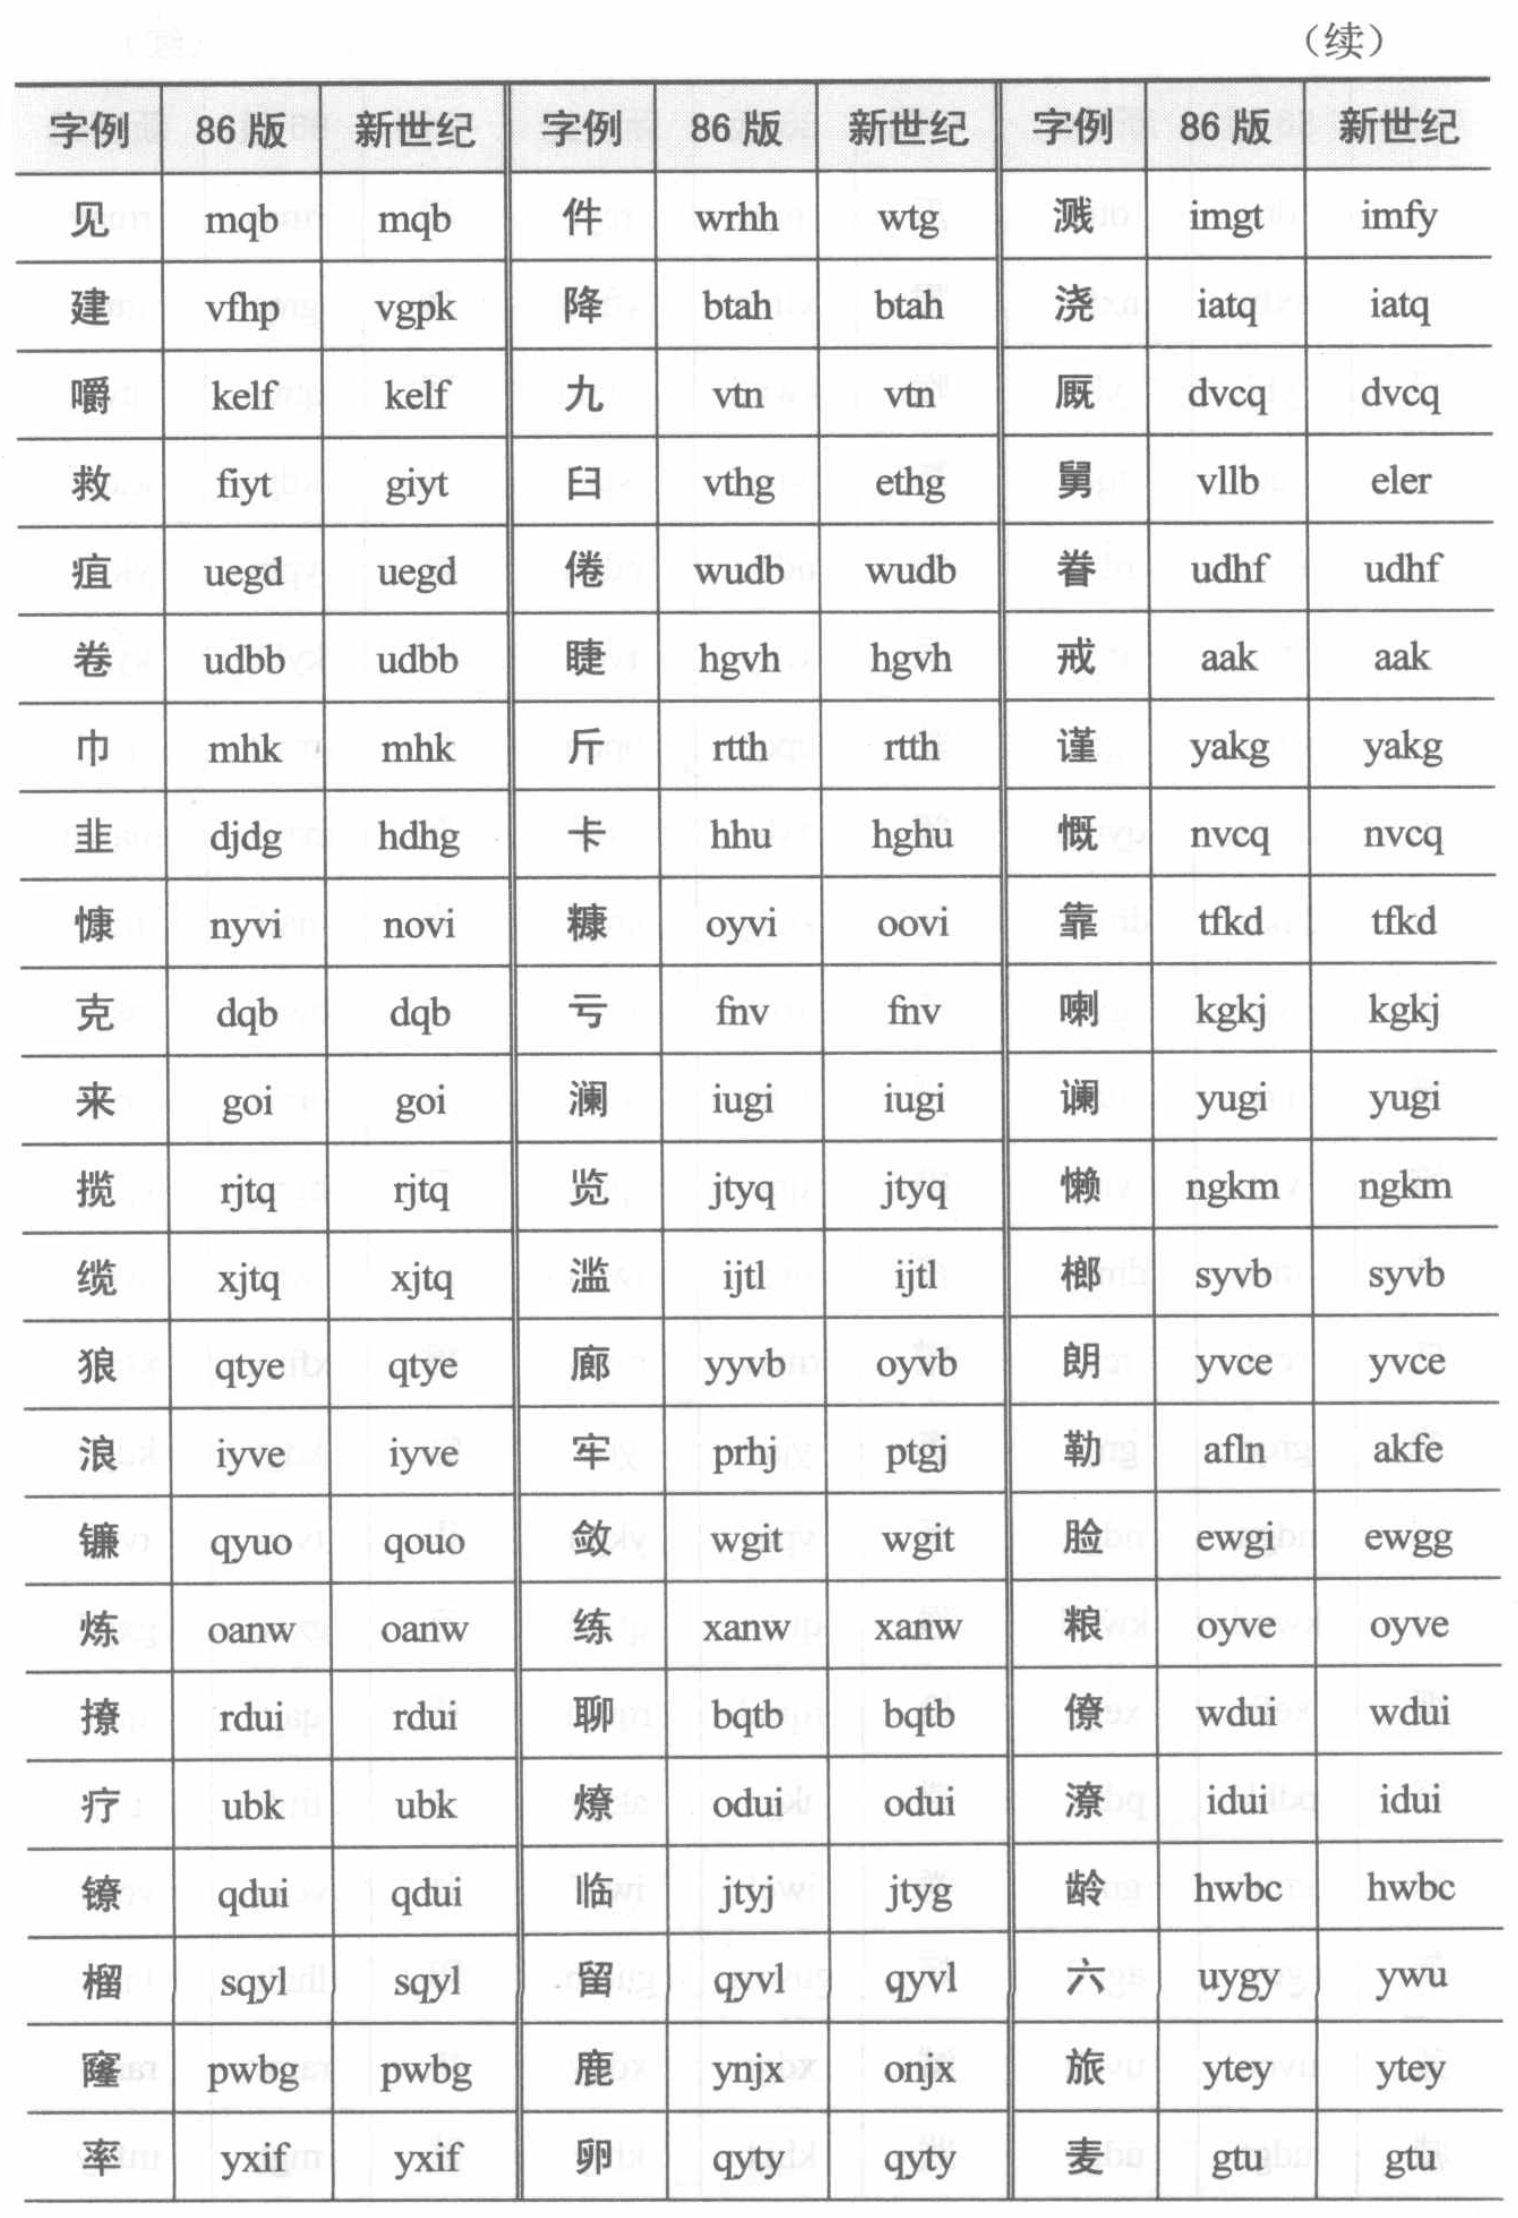 （续）
字例 86版 新世纪 字例 86版 新世纪 字例 86版 新世纪
见 mqb mqb 件 wrhh wtg 溅 imgt imfy
建 vfhp vgpk 降 btah btah 浇 iatq iatq
嚼 kelf kelf 九 vtn vtn 厩 dvcq dvcq
救 fiyt giyt 臼 vthg ethg 舅 vllb eler
疽 uegd uegd 倦 wudb wudb 眷 udhf udhf
卷 udbb udbb 睫 hgvh hgvh 戒 aak aak
巾 mhk mhk 斤 rtth rtth 谨 yakg yakg
韭 djdg hdhg 卡 hhu hghu 慨 nvcq nvcq
慷 nyvi novi 糠 oyvi oovi 靠 tfkd tfkd
克 dqb dqb 亏 fnv fnv 喇 kgkj kgkj
来 goi goi 澜 iugi iugi 谰 yugi yugi
揽 rjtq rjtq 览 jtyq jtyq 懒 ngkm ngkm
缆 xjtq xjtq 滥 ijtl ijtl 榔 syvb syvb
狼 qtye qtye 廊 yyvb oyvb 朗 yvce yvce
浪 iyve iyve 牢 prhj ptgj 勒 afln akfe
镰 qyuo qouo 敛 wgit wgit 脸 ewgi ewgg
炼 oanw oanw 练 xanw xanw 粮 oyve oyve
撩 rdui rdui 聊 bqtb bqtb 僚 wdui wdui
疗 ubk ubk 燎 odui odui 潦 idui idui
镣 qdui qdui 临 jtyj jtyg 龄 hwbc hwbc
榴 sqyl sqyl 留 qyvl qyvl 六 uygy ywu
窿 pwbg pwbg 鹿 ynjx onjx 旅 ytey ytey
率 yxif yxif 卵 qyty qyty 麦 gtu gtu